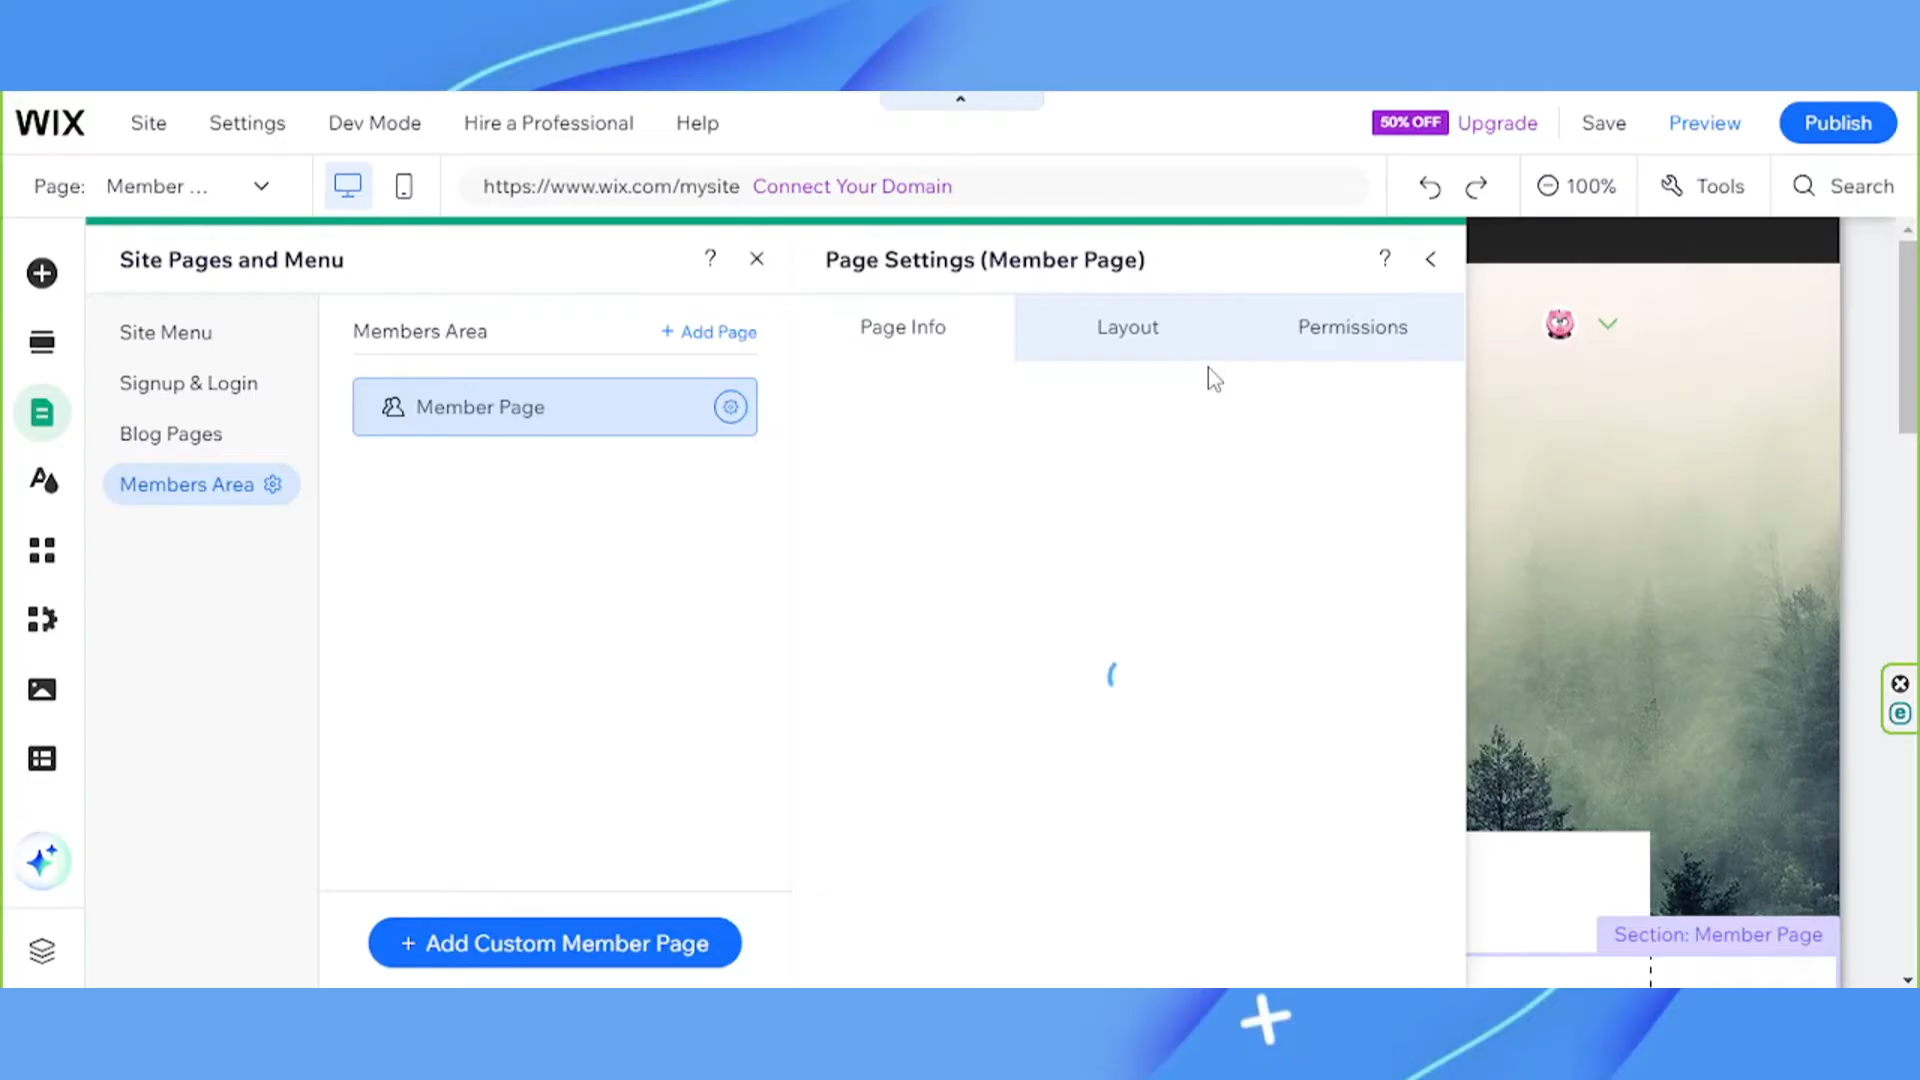 WIX Site Settings Dev Mode Hire a Professional Help 50% OFF Upgrade Save Preview Publish
Page: Member ... https://www.wix.com/mysite Connect Your Domain 100% Tools Search
Site Pages and Menu ? Page Settings (Member Page) ?
Site Menu
Signup & Login
Blog Pages
Members Area
Members Area + Add Page
Member Page
+ Add Custom Member Page
Page Info Layout Permissions
Section: Member Page